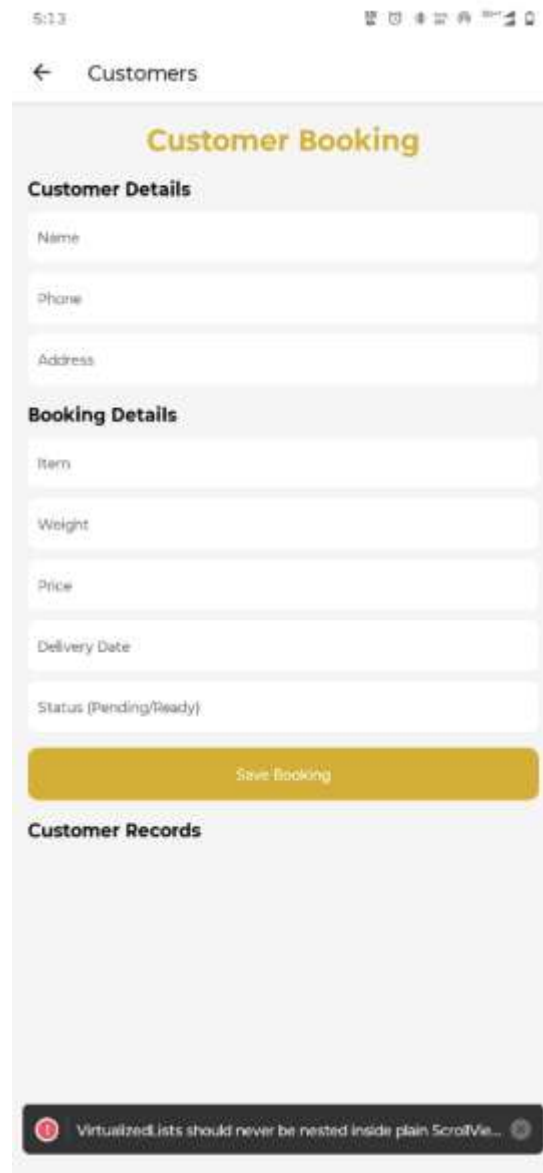 5:13
Customers
Customer Booking
Customer Details
Name
Phone
Address
Booking Details
Item
Weight
Price
Delivery Date
Status (Pending/Ready)
Save Booking
Customer Records
VirtualizedLists should never be nested inside plain ScrollVie...